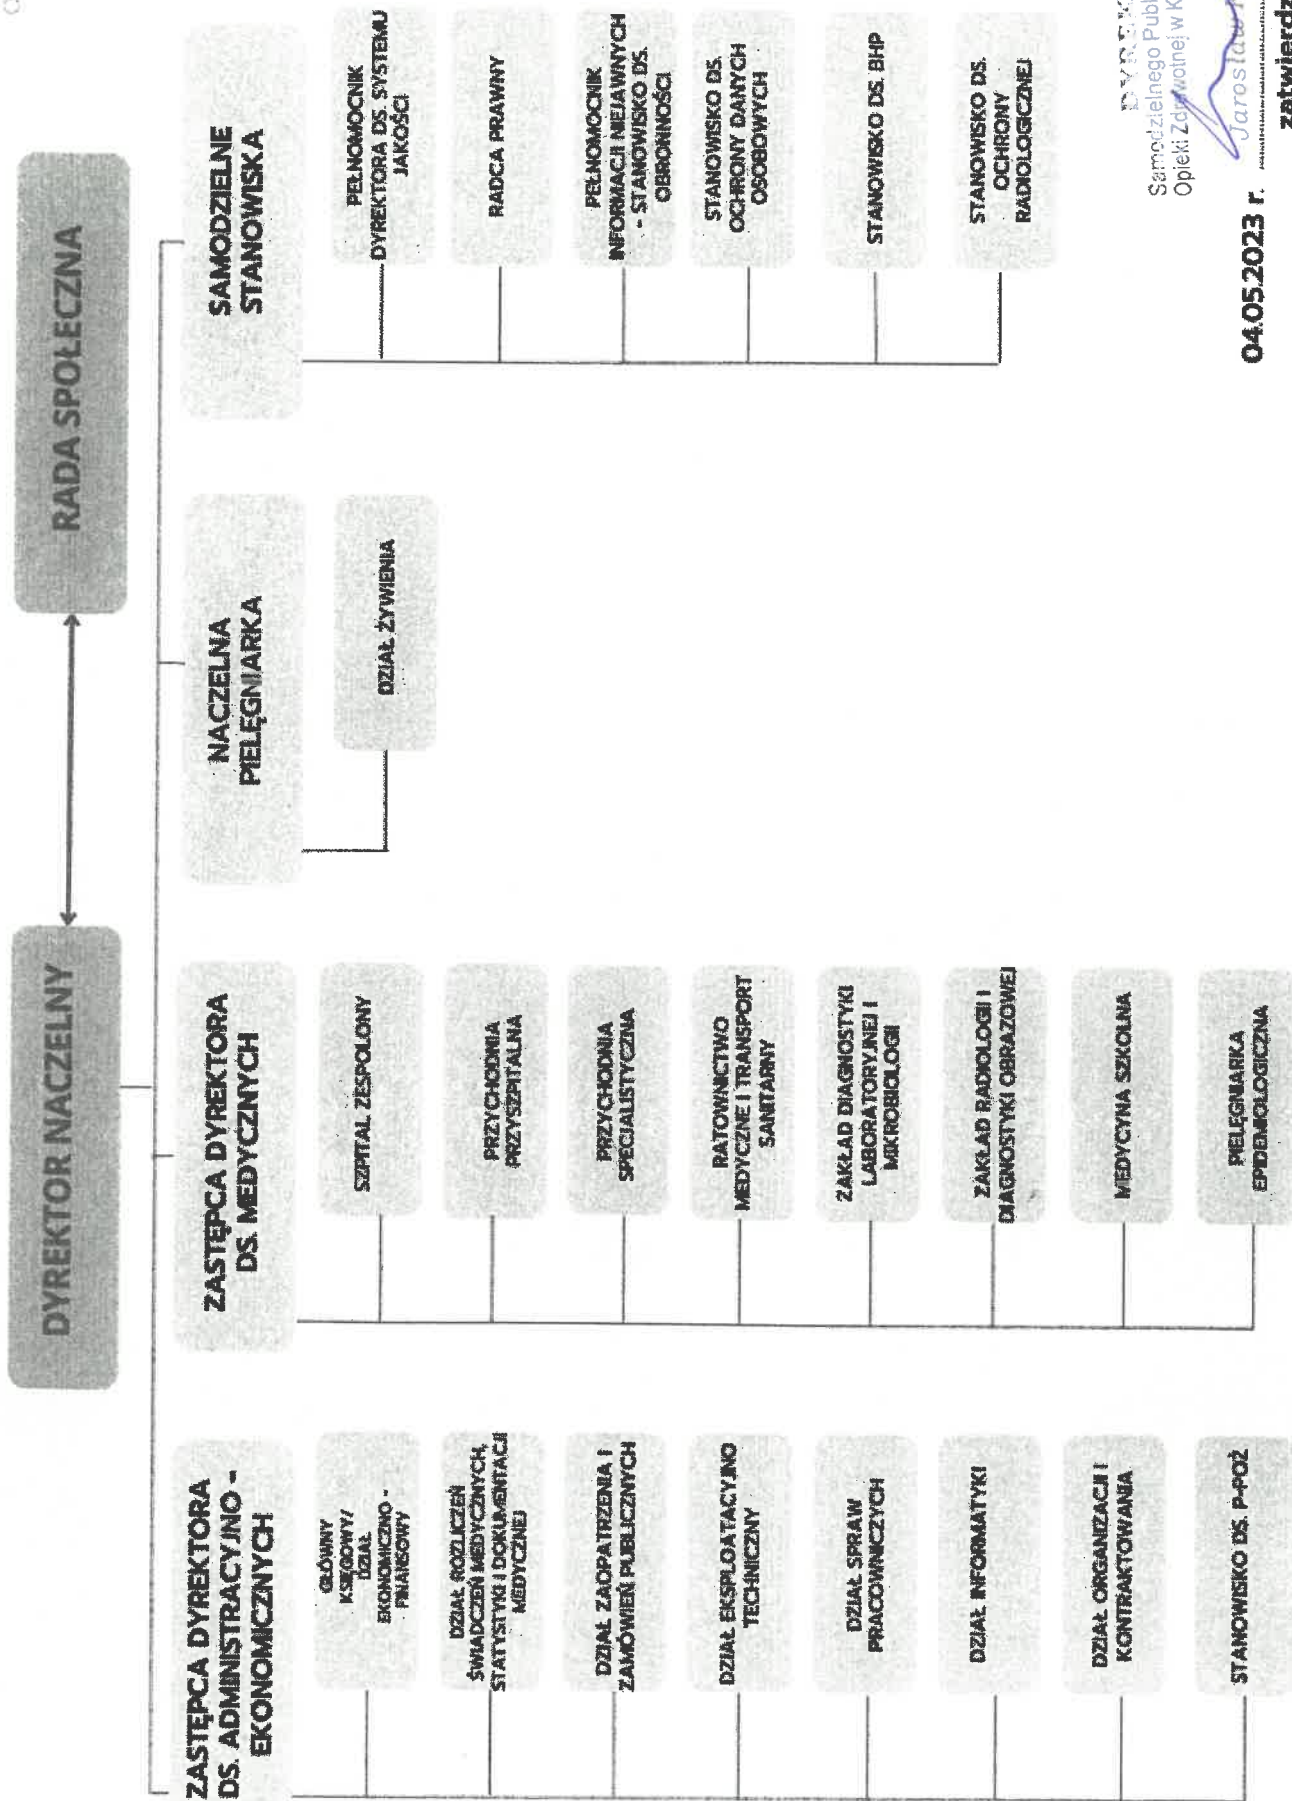 DYREKTOR NACZELNY
RADA SPOŁECZNA
ZASTĘPCA DYREKTORA
DS. ADMINISTRACYJNO -
EKONOMICZNYCH
GŁÓWNY
KSIĘGOWY/
DZIAŁ
EKONOMICZNO -
FINANSOWY
DZIAŁ ROZLICZEŃ
ŚWIADCZEŃ MEDYCZNYCH,
STATYSTYKI I DOKUMENTACJI
MEDYCZNEJ
DZIAŁ ZAOPATRZENIA I
ZAMÓWIEŃ PUBLICZNYCH
DZIAŁ EKSPLOATACYJNO
TECHNICZNY
DZIAŁ SPRAW
PRACOWNICZYCH
DZIAŁ INFORMATYKI
DZIAŁ ORGANIZACJI I
KONTRAKTOWANIA
STANOWISKO DS. P-POŻ
ZASTĘPCA DYREKTORA
DS. MEDYCZNYCH
SZPITAL ZESPOLONY
PRZYCHODNIA
PRZYSZPITALNA
PRZYCHODNIA
SPECJALISTYCZNA
RATOWNICTWO
MEDYCZNE I TRANSPORT
SANITARNY
ZAKŁAD DIAGNOSTYKI
LABORATORYJNEJ I
MIKROBIOLOGII
ZAKŁAD RADIOLOGII I
DIAGNOSTYKI OBRAZOWEJ
MEDYCYNA SZKOLNA
PIELĘGNIARKA
EPIDEMIOLOGICZNA
NACZELNA
PIELĘGNIARKA
DZIAŁ ŻYWIENIA
SAMODZIELNE
STANOWISKA
PEŁNOMOCNIK
DYREKTORA DS. SYSTEMU
JAKOŚCI
RADCA PRAWNY
PEŁNOMOCNIK
INFORMACJI NIEJAWNYCH
- STANOWISKO DS.
OBRONNOŚCI
STANOWISKO DS.
OCHRONY DANYCH
OSOBOWYCH
STANOWISKO DS. BHP
STANOWISKO DS.
OCHRONY
RADIOLOGICZNEJ
Samodzielnego Publ
Opieki Zdrowotnej w K
Jarosław
04.05.2023 r.
zatwierdz